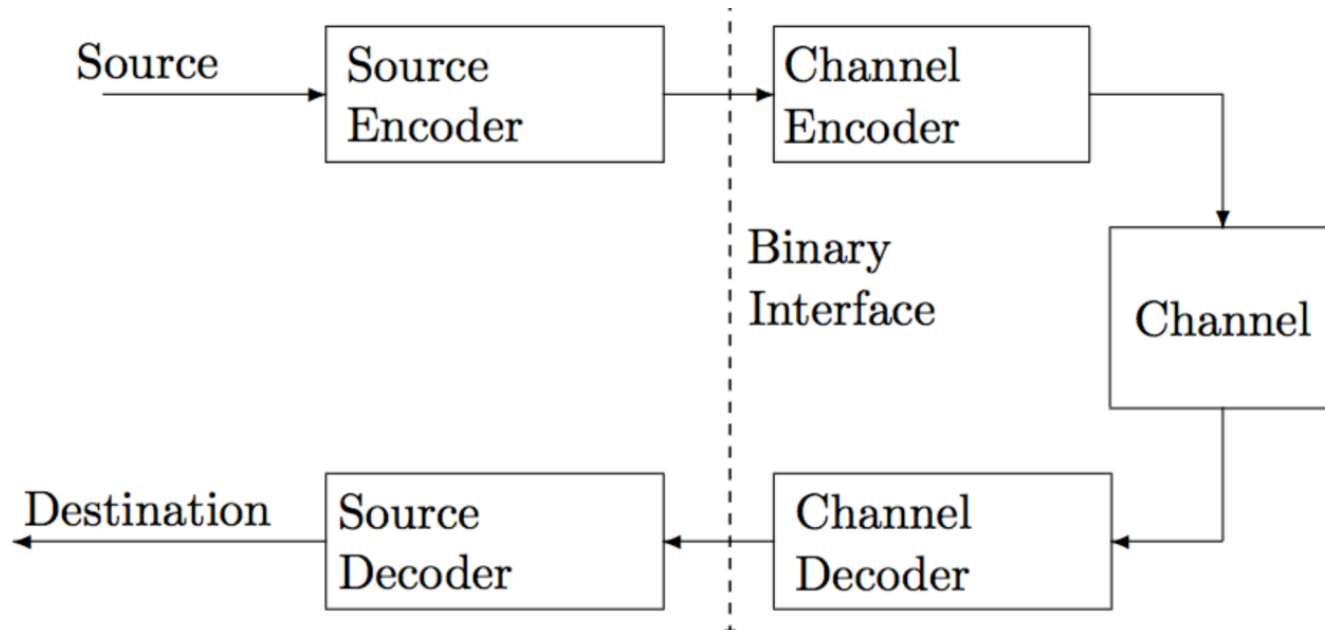 Source
Source
Encoder
Channel
Encoder
Binary
Interface
Channel
Destination
Source
Decoder
Channel
Decoder